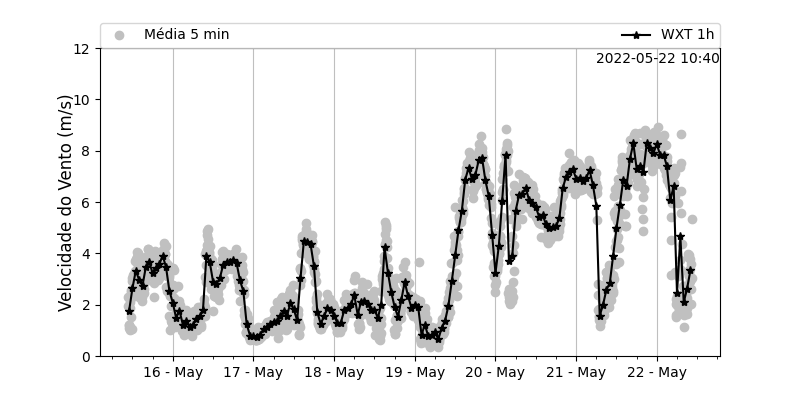 Média 5 min
WXT 1h
2022-05-22 10:40
Velocidade do Vento (m/s)
12
10
8
6
4
2
0
16 - May
17 - May
18 - May
19 - May
20 - May
21 - May
22 - May